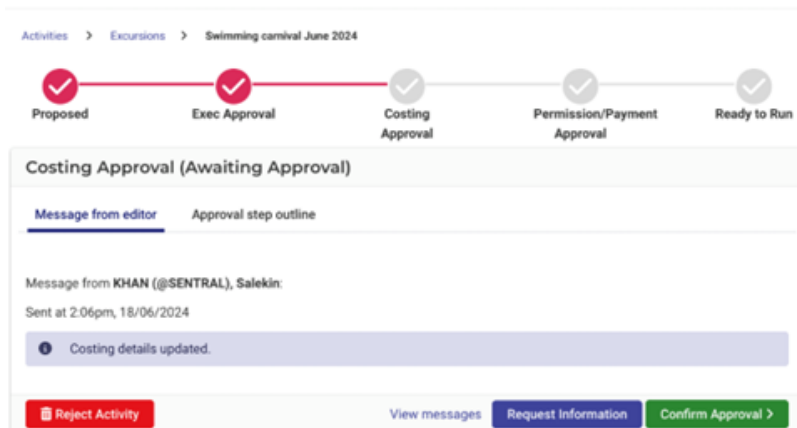 Activities > Excursions > Swimming carnival June 2024
Proposed Exec Approval Costing Permission/Payment Ready to Run
Approval Approval
Costing Approval (Awaiting Approval)
Message from editor Approval step outline
Message from KHAN (@SENTRAL), Salekin:
Sent at 2:06pm, 18/06/2024
Costing details updated.
Reject Activity View messages Request Information Confirm Approval >